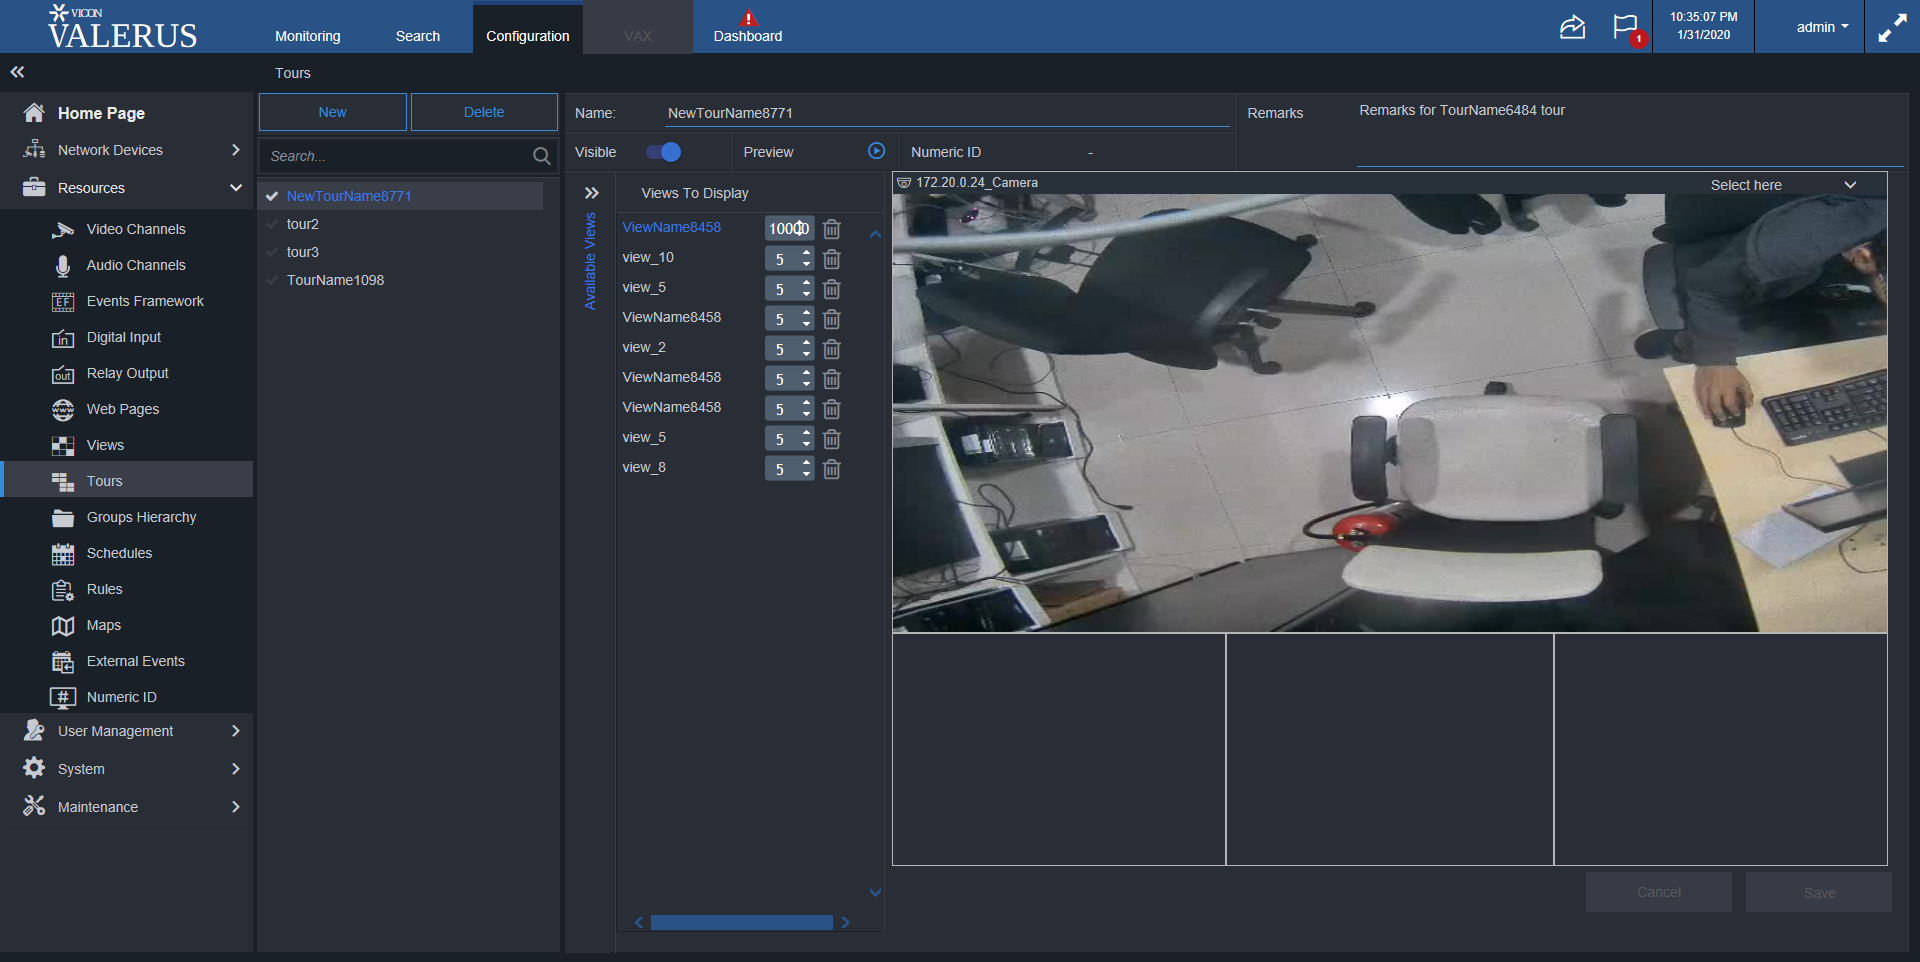 VICON
VALERUS
Monitoring
Search
Configuration
VAX
Dashboard
1
10:35:07 PM
1/31/2020
admin
Tours
Home Page
Network Devices
Resources
Video Channels
Audio Channels
EF
Events Framework
in
Digital Input
out
Relay Output
www
Web Pages
Views
Tours
Groups Hierarchy
Schedules
Rules
Maps
External Events
#
Numeric ID
User Management
System
Maintenance
New
Delete
Search...
NewTourName8771
tour2
tour3
TourName1098
Name:
NewTourName8771
Remarks
Remarks for TourName6484 tour
Visible
Preview
Numeric ID
-
Available Views
Views To Display
ViewName8458
10000
view_10
5
view_5
5
ViewName8458
5
view_2
5
ViewName8458
5
ViewName8458
5
view_5
5
view_8
5
172.20.0.24_Camera
Select here
Cancel
Save